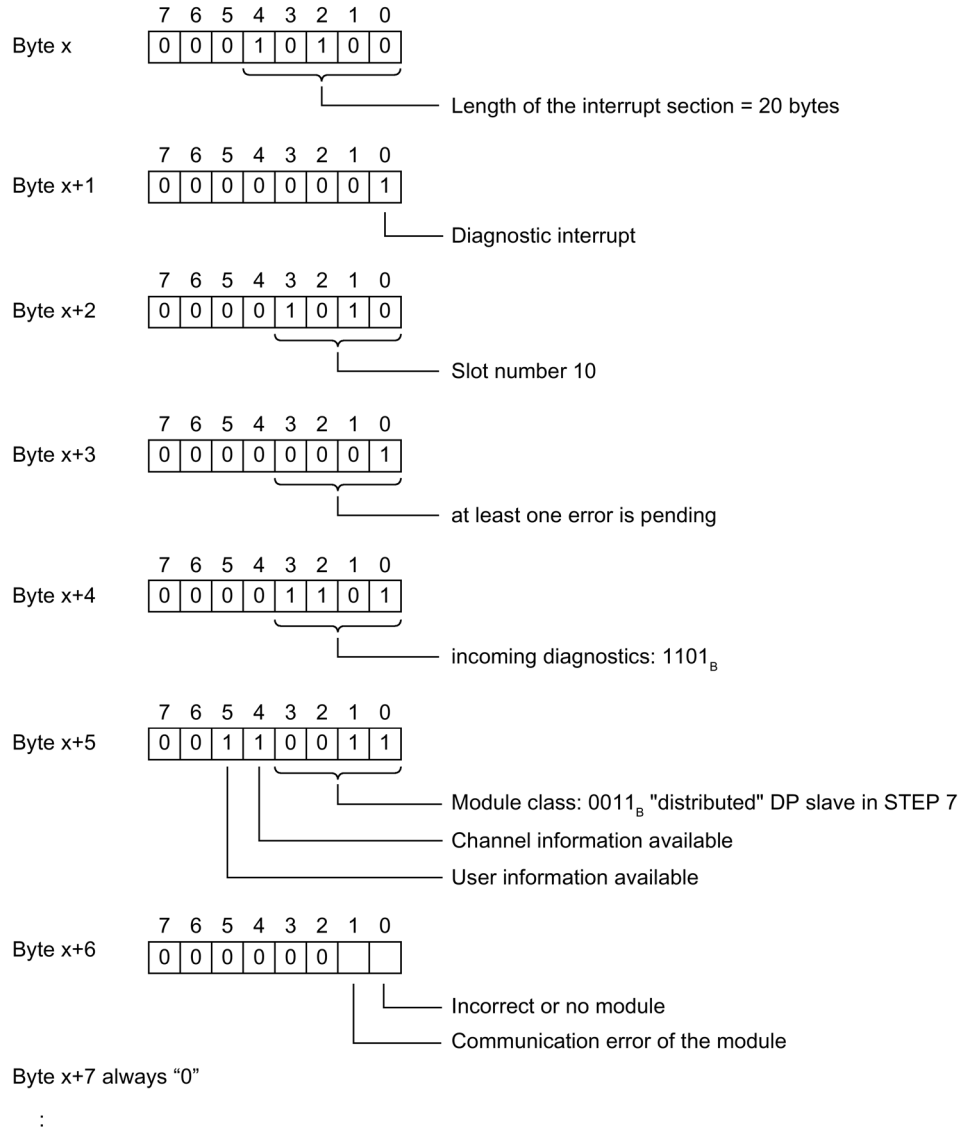 7 6 5 4 3 2 1 0
Byte x 0 0 0 1 0 1 0 0
Length of the interrupt section = 20 bytes
7 6 5 4 3 2 1 0
Byte x+1 0 0 0 0 0 0 0 1
Diagnostic interrupt
7 6 5 4 3 2 1 0
Byte x+2 0 0 0 0 1 0 1 0
Slot number 10
7 6 5 4 3 2 1 0
Byte x+3 0 0 0 0 0 0 0 1
at least one error is pending
7 6 5 4 3 2 1 0
Byte x+4 0 0 0 0 1 1 0 1
incoming diagnostics: 1101B
7 6 5 4 3 2 1 0
Byte x+5 0 0 1 1 0 0 1 1
Module class: 0011B "distributed" DP slave in STEP 7
Channel information available
User information available
7 6 5 4 3 2 1 0
Byte x+6 0 0 0 0 0 0
Incorrect or no module
Communication error of the module
Byte x+7 always “0”
: